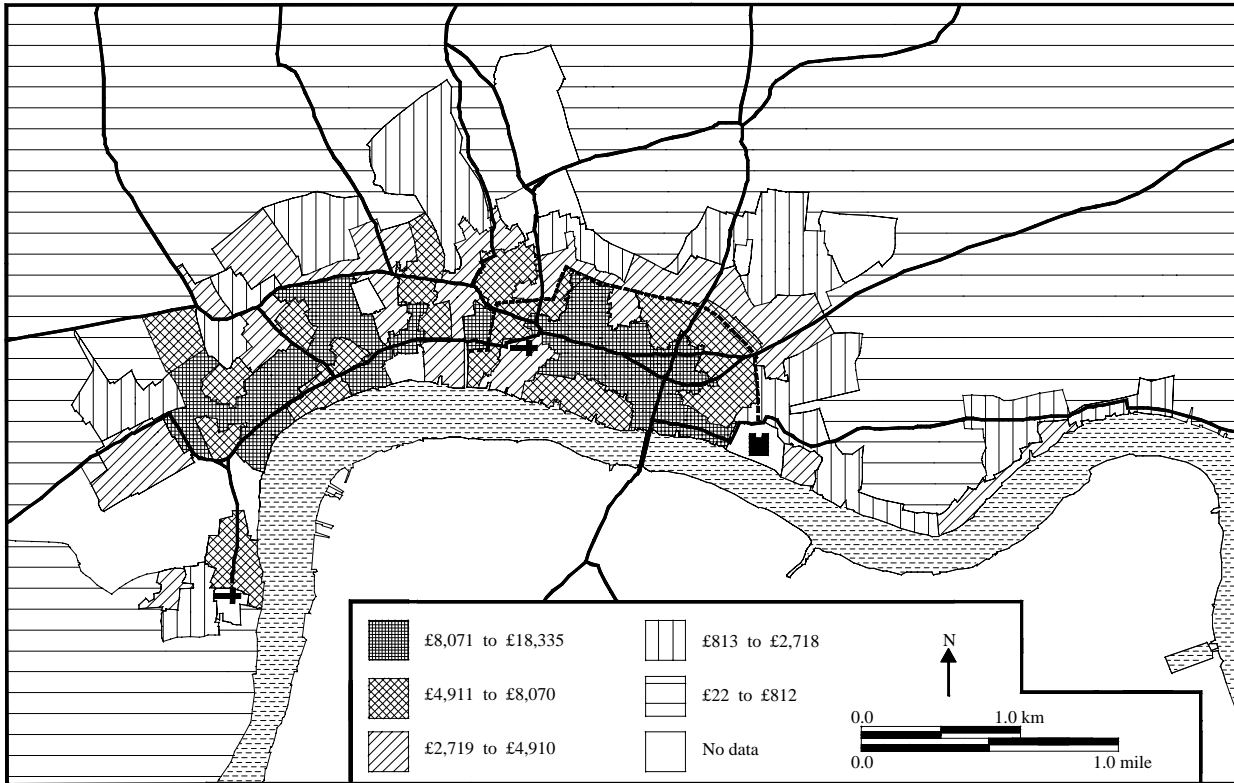 £8,071 to £18,335
£4,911 to £8,070
£2,719 to £4,910
£813 to £2,718
£22 to £812
No data
N
0.0 1.0 km
0.0 1.0 mile